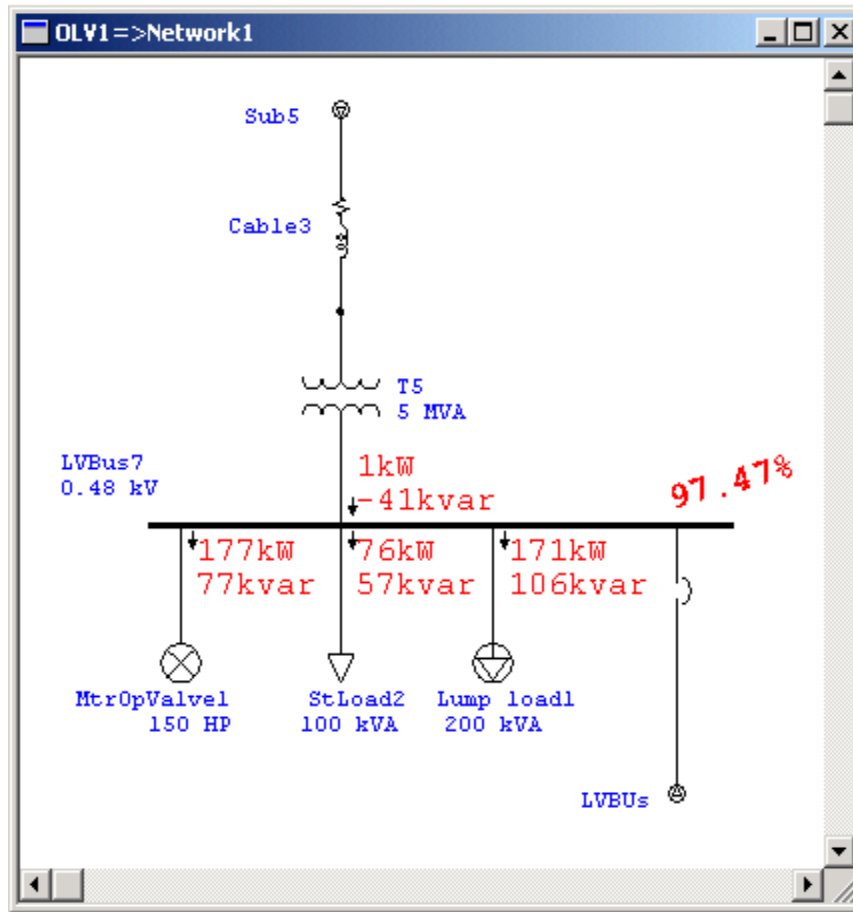 OLV1=>Network1
Sub5
Cable3
T5
5 MVA
LVBus7
0.48 kV
1kW
-41kvar
97.47%
177kW
77kvar
76kW
57kvar
171kW
106kvar
MtrOpValve1
150 HP
StLoad2
100 kVA
Lump load1
200 kVA
LVBUs